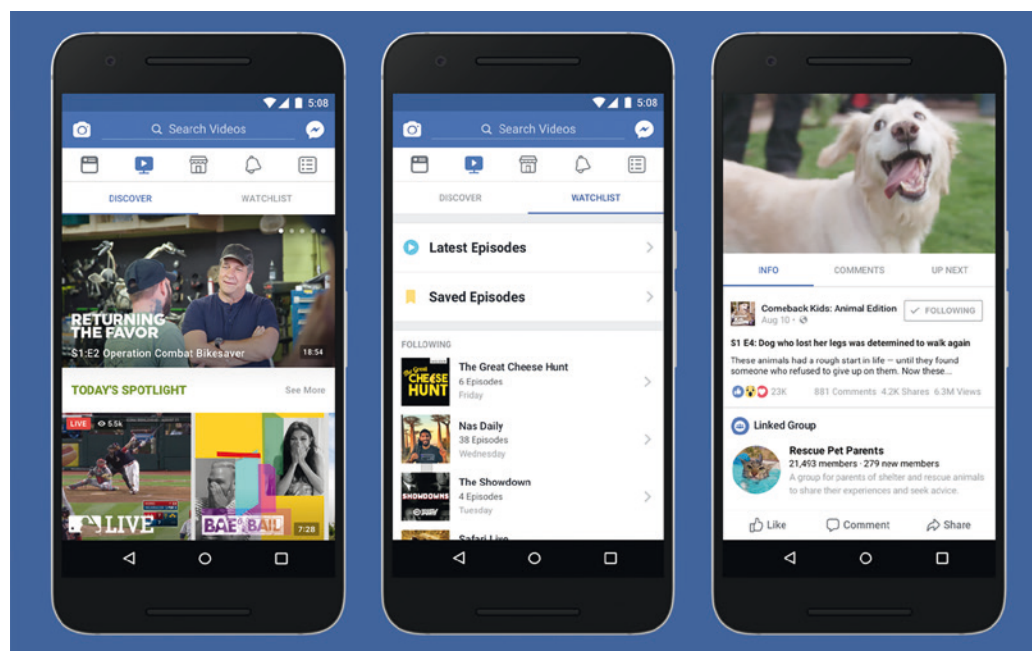 5:08
Search Videos
DISCOVER
WATCHLIST
RETURNING
THE FAVOR
S1:E2 Operation Combat Bikesaver
18:54
TODAY'S SPOTLIGHT
See More
LIVE
5.5k
LIVE
BAE OR BAIL
7:28
5:08
Search Videos
DISCOVER
WATCHLIST
Latest Episodes
Saved Episodes
FOLLOWING
The Great
CHEESE
HUNT
The Great Cheese Hunt
6 Episodes
Friday
Nas Daily
38 Episodes
Wednesday
SHOWDOWNS
The Showdown
4 Episodes
Tuesday
Safari Live
INFO
COMMENTS
UP NEXT
Comeback Kids: Animal Edition
Aug 10
FOLLOWING
S1 E4: Dog who lost her legs was determined to walk again
These animals had a rough start in life — until they found
someone who refused to give up on them. Now these...
23K
881 Comments 4.2K Shares 6.3M Views
Linked Group
Rescue Pet Parents
21,493 members · 279 new members
A group for parents of shelter and rescue animals
to share their experiences and seek advice.
Like
Comment
Share